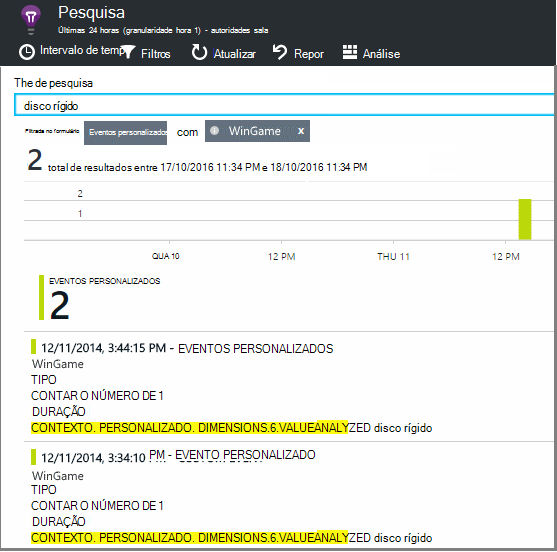 Pesquisa
Últimas 24 horas (granularidade hora 1) - autoridades sala
Intervalo de temp Filtros Atualizar Repor Análise
The de pesquisa
disco rígido
Filtrada no formulário Eventos personalizados com WinGame x
2 total de resultados entre 17/10/2016 11:34 PM e 18/10/2016 11:34 PM
2
1
QUA 10 12 PM THU 11 12 PM
EVENTOS PERSONALIZADOS
2
12/11/2014, 3:44:15 PM - EVENTOS PERSONALIZADOS
WinGame
TIPO
CONTAR O NÚMERO DE 1
DURAÇÃO
CONTEXTO. PERSONALIZADO. DIMENSIONS.6.VALUEANALYZED disco rígido
12/11/2014, 3:34:10 PM - EVENTO PERSONALIZADO
WinGame
TIPO
CONTAR O NÚMERO DE 1
DURAÇÃO
CONTEXTO. PERSONALIZADO. DIMENSIONS.6.VALUEANALYZED disco rígido